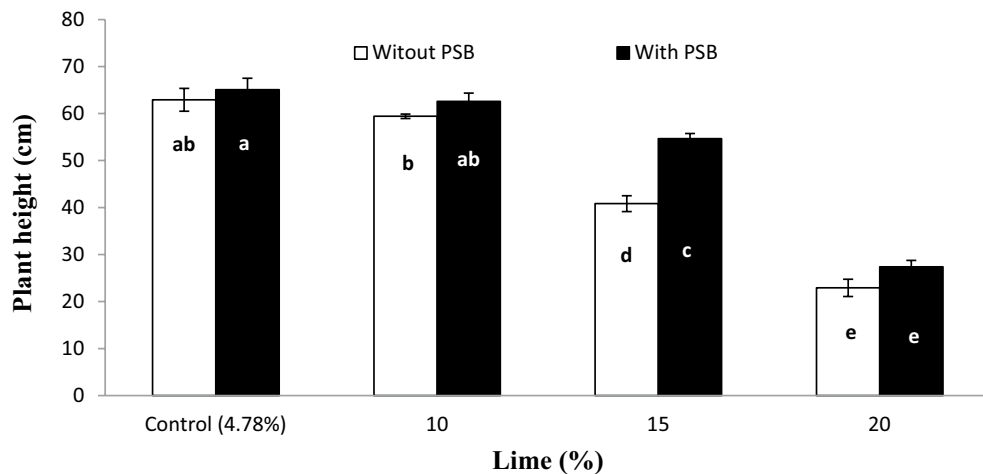 80
70
60
50
40
30
20
10
0
Plant height (cm)
Witout PSB With PSB
ab a b ab d c e e
Control (4.78%) 10 15 20
Lime (%)